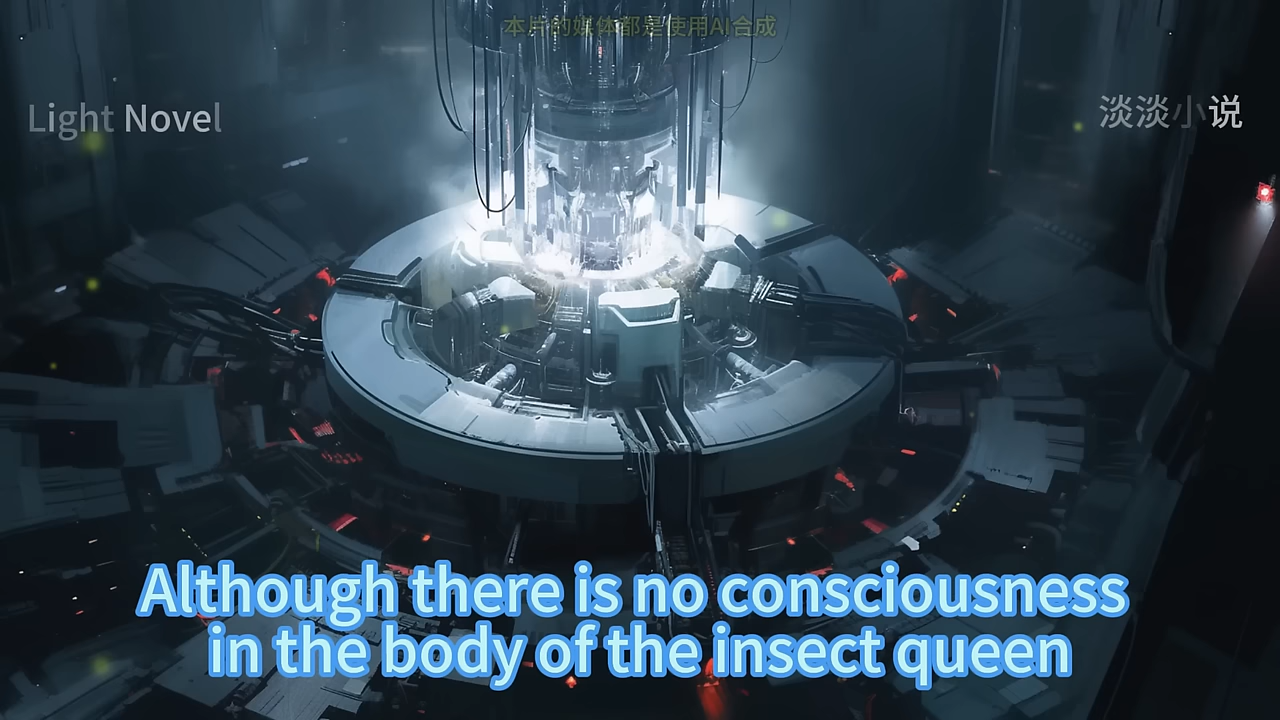 本片的媒体都是使用AI合成
Light Novel
淡淡小说
Although there is no consciousness
in the body of the insect queen